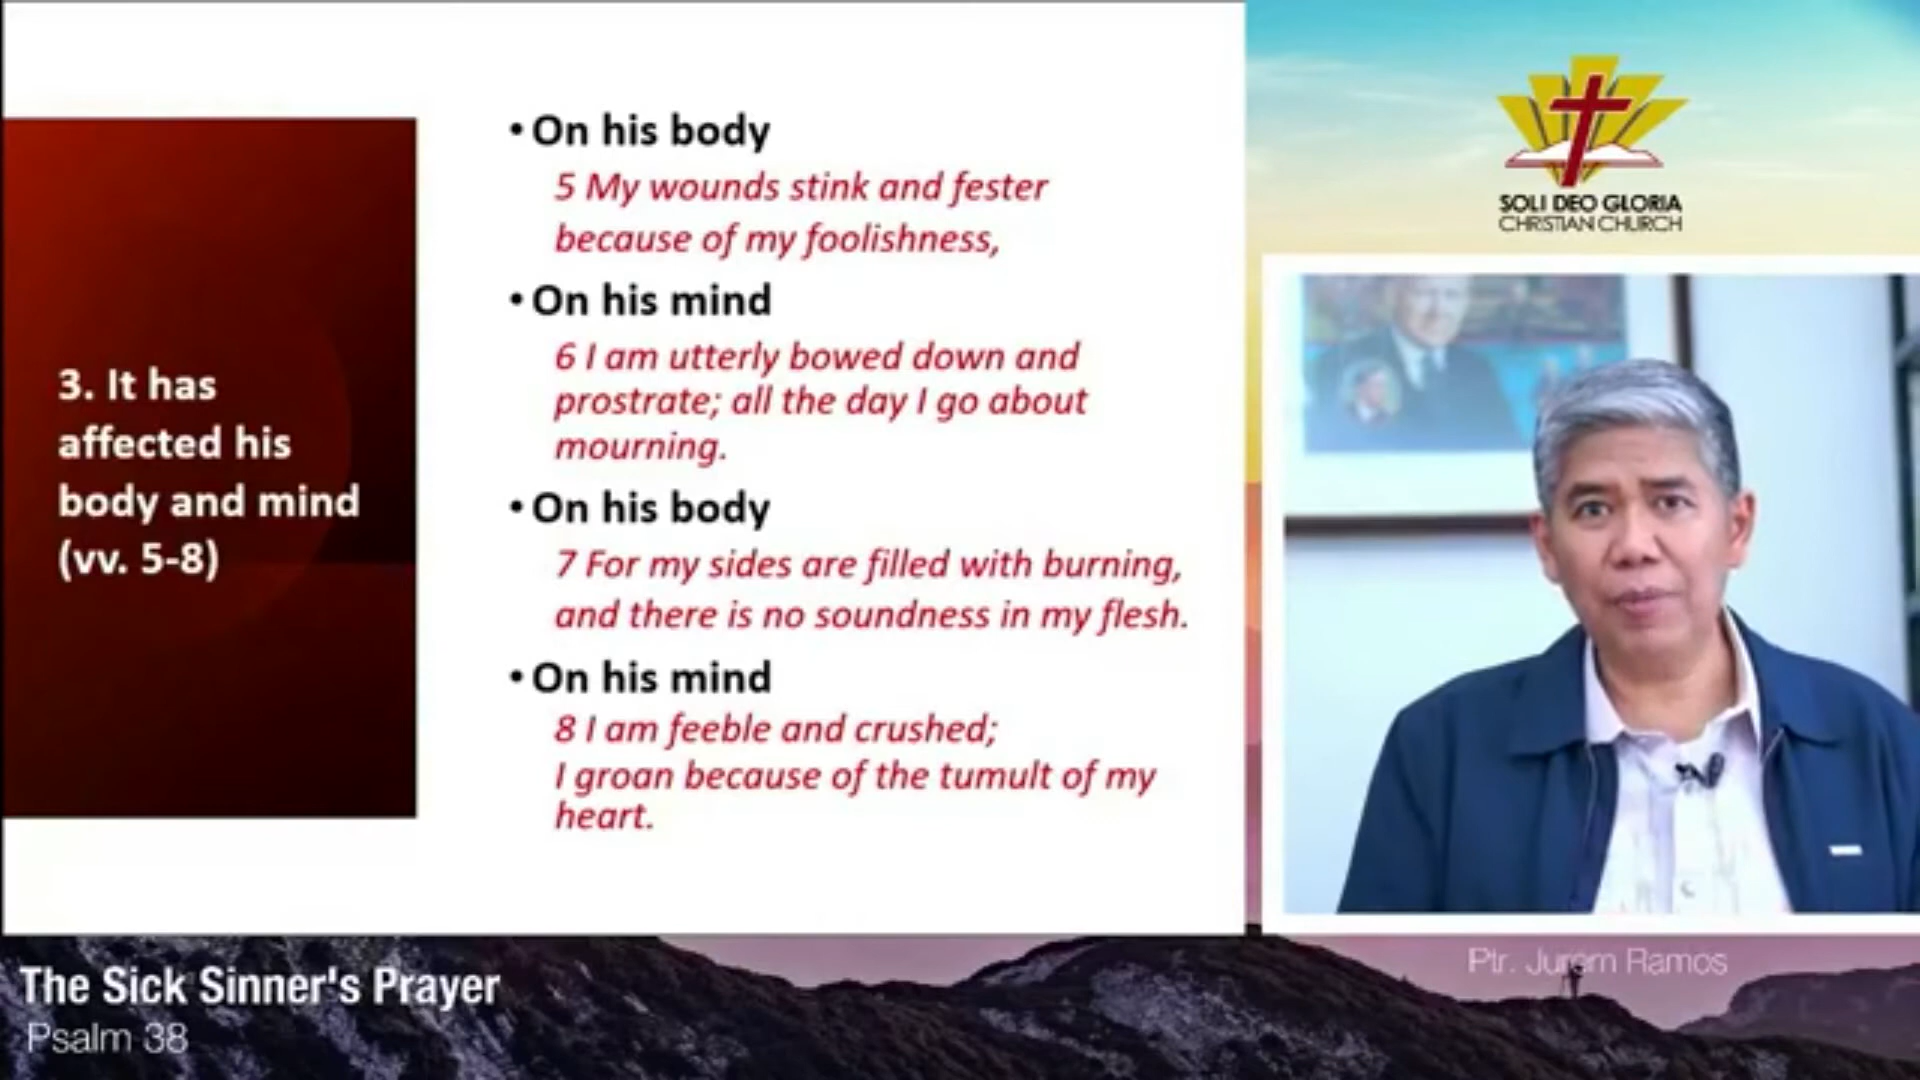 3. It has
affected his
body and mind
(vv. 5-8)
• On his body
5 My wounds stink and fester
because of my foolishness,
• On his mind
6 I am utterly bowed down and
prostrate; all the day I go about
mourning.
• On his body
7 For my sides are filled with burning,
and there is no soundness in my flesh.
• On his mind
8 I am feeble and crushed;
I groan because of the tumult of my
heart.
SOLI DEO GLORIA
CHRISTIAN CHURCH
Ptr. Jurem Ramos
The Sick Sinner's Prayer
Psalm 38